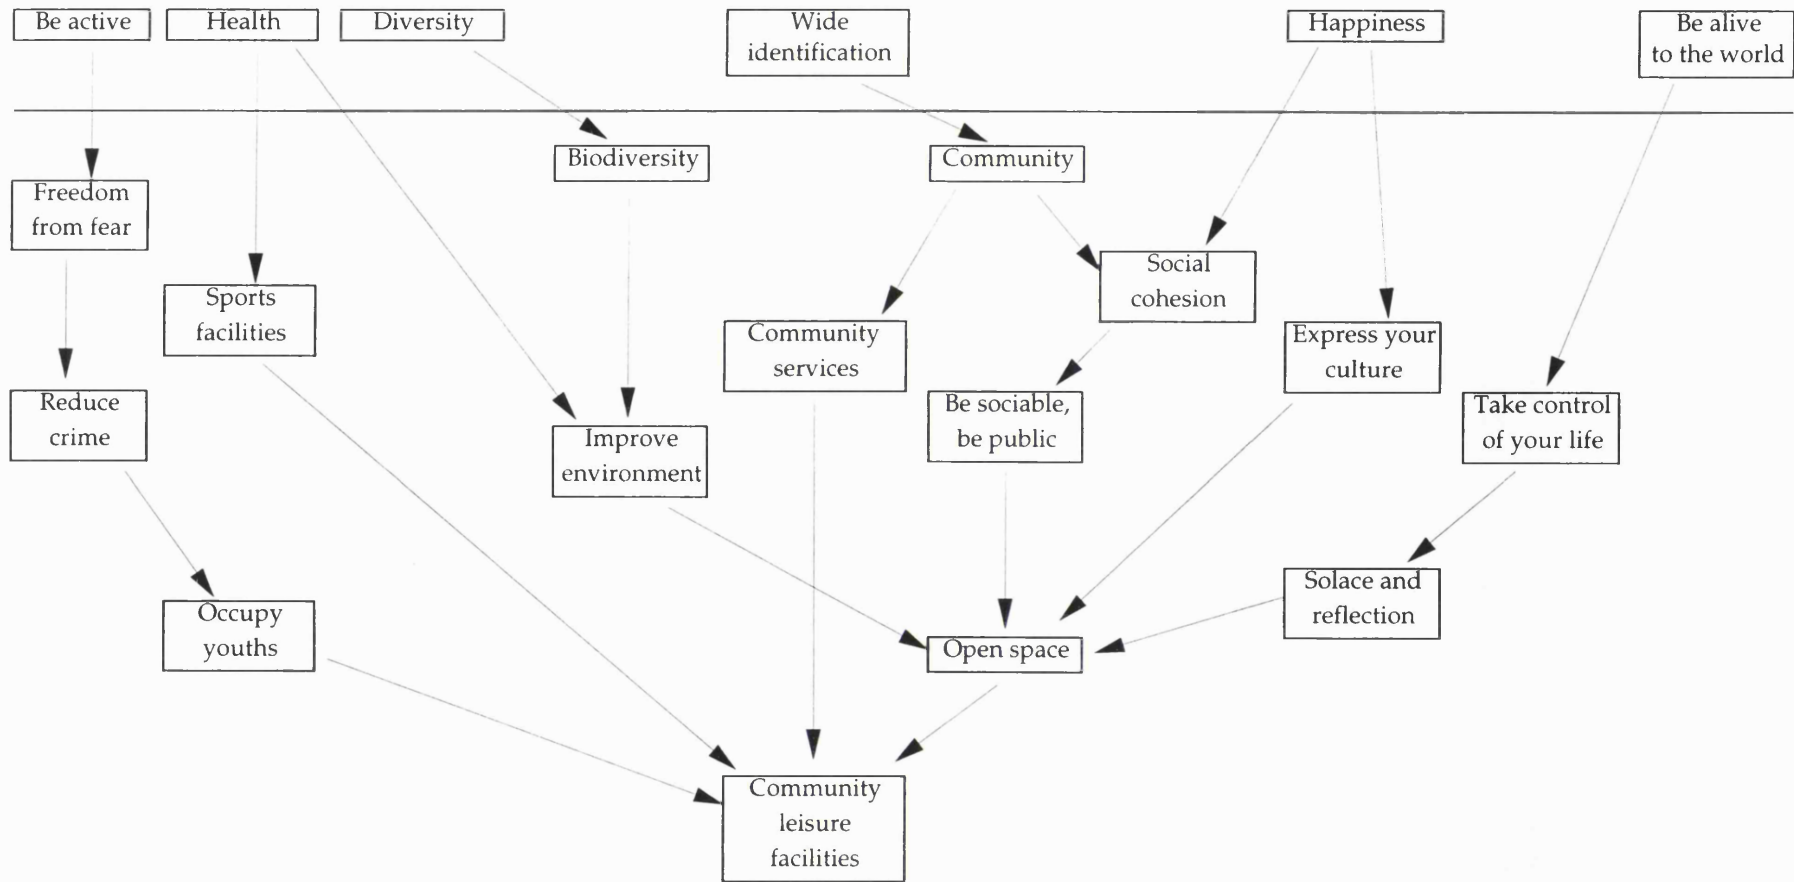 Be active
Health
Diversity
Wide
identification
Happiness
Be alive
to the world
Biodiversity
Community
Freedom
from fear
Social
cohesion
Sports
facilities
Community
services
Express your
culture
Reduce
crime
Be sociable,
be public
Take control
of your life
Improve
environment
Solace and
reflection
Occupy
youths
Open space
Community
leisure
facilities